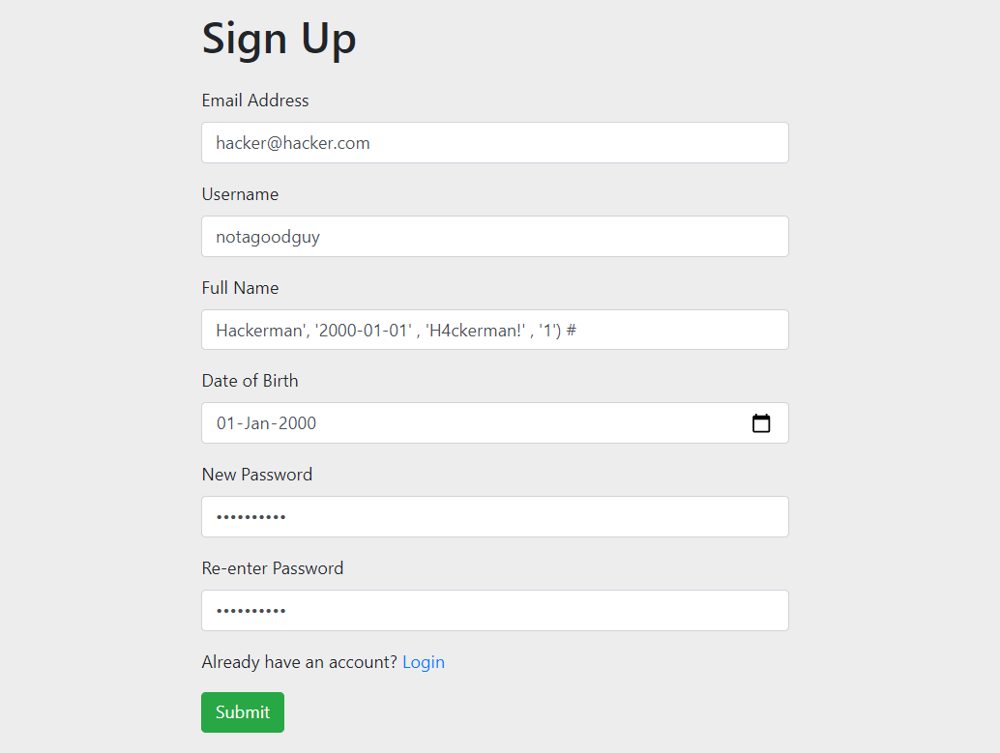 Sign Up
Email Address
hacker@hacker.com
Username
notagoodguy
Full Name
Hackerman', '2000-01-01' , 'H4ckerman!' , '1') #
Date of Birth
01-Jan-2000
New Password
••••••••••
Re-enter Password
••••••••••
Already have an account? Login
Submit